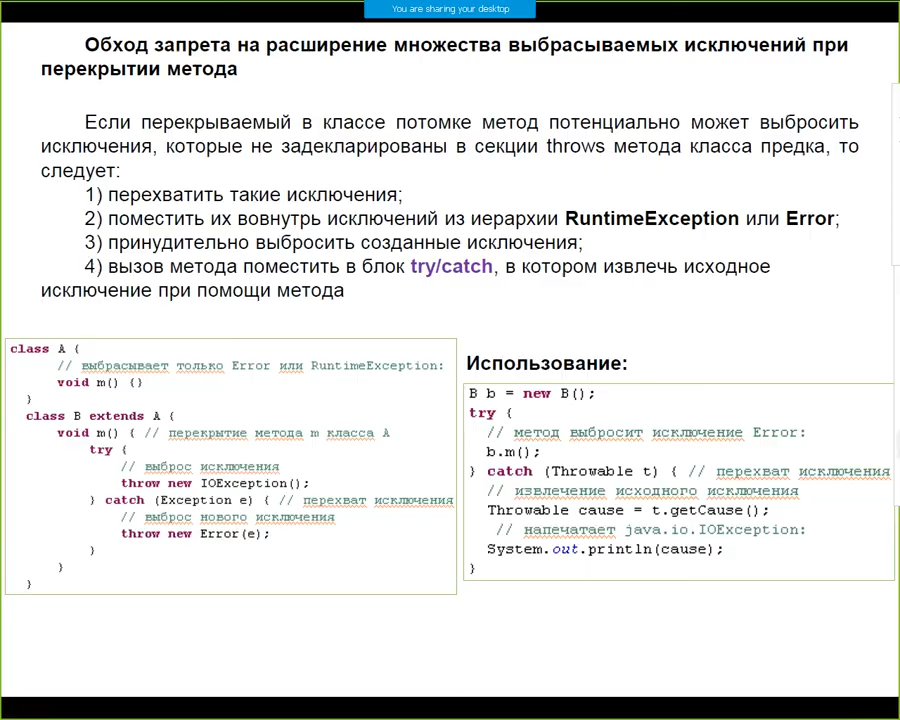 You are sharing your desktop
Обход запрета на расширение множества выбрасываемых исключений при
перекрытии метода
Если перекрываемый в классе потомке метод потенциально может выбросить
исключения, которые не задекларированы в секции throws метода класса предка, то
следует:
1) перехватить такие исключения;
2) поместить их вовнутрь исключений из иерархии RuntimeException или Error;
3) принудительно выбросить созданные исключения;
4) вызов метода поместить в блок try/catch, в котором извлечь исходное
исключение при помощи метода
class A {
// выбрасывает только Error или RuntimeException:
void m() {}
}
class B extends A {
void m() { // перекрытие метода m класса A
try {
// выброс исключения
throw new IOException();
} catch (Exception e) { // перехват исключения
// выброс нового исключения
throw new Error(e);
}
}
}
Использование:
B b = new B();
try {
// метод выбросит исключение Error:
b.m();
} catch (Throwable t) { // перехват исключения
// извлечение исходного исключения
Throwable cause = t.getCause();
// напечатает java.io.IOException:
System.out.println(cause);
}